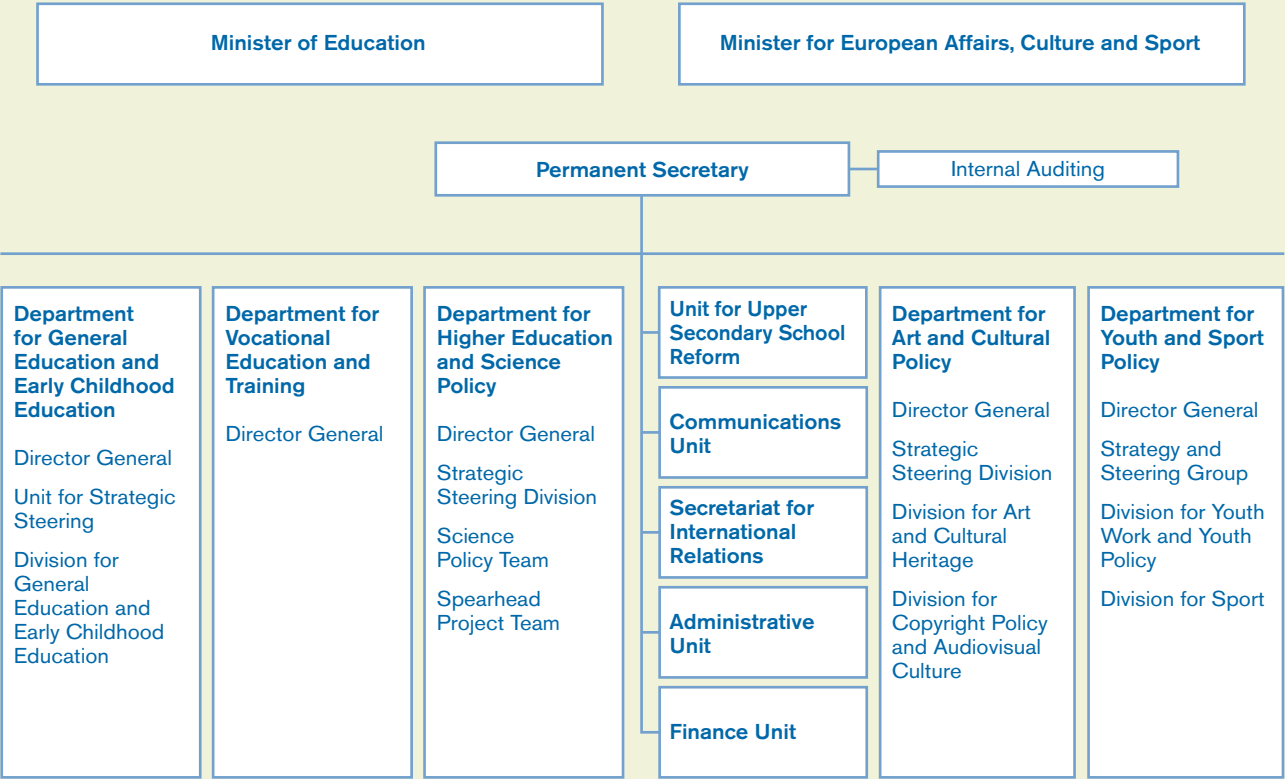 Minister of Education
Minister for European Affairs, Culture and Sport
Permanent Secretary
Internal Auditing
Department
for General
Education and
Early Childhood
Education
Director General
Unit for Strategic
Steering
Division for
General
Education and
Early Childhood
Education
Department for
Vocational
Education and
Training
Director General
Department for
Higher Education
and Science
Policy
Director General
Strategic
Steering Division
Science
Policy Team
Spearhead
Project Team
Unit for Upper
Secondary School
Reform
Communications
Unit
Secretariat for
International
Relations
Administrative
Unit
Finance Unit
Department for
Art and Cultural
Policy
Director General
Strategic
Steering Division
Division for Art
and Cultural
Heritage
Division for
Copyright Policy
and Audiovisual
Culture
Department for
Youth and Sport
Policy
Director General
Strategy and
Steering Group
Division for Youth
Work and Youth
Policy
Division for Sport